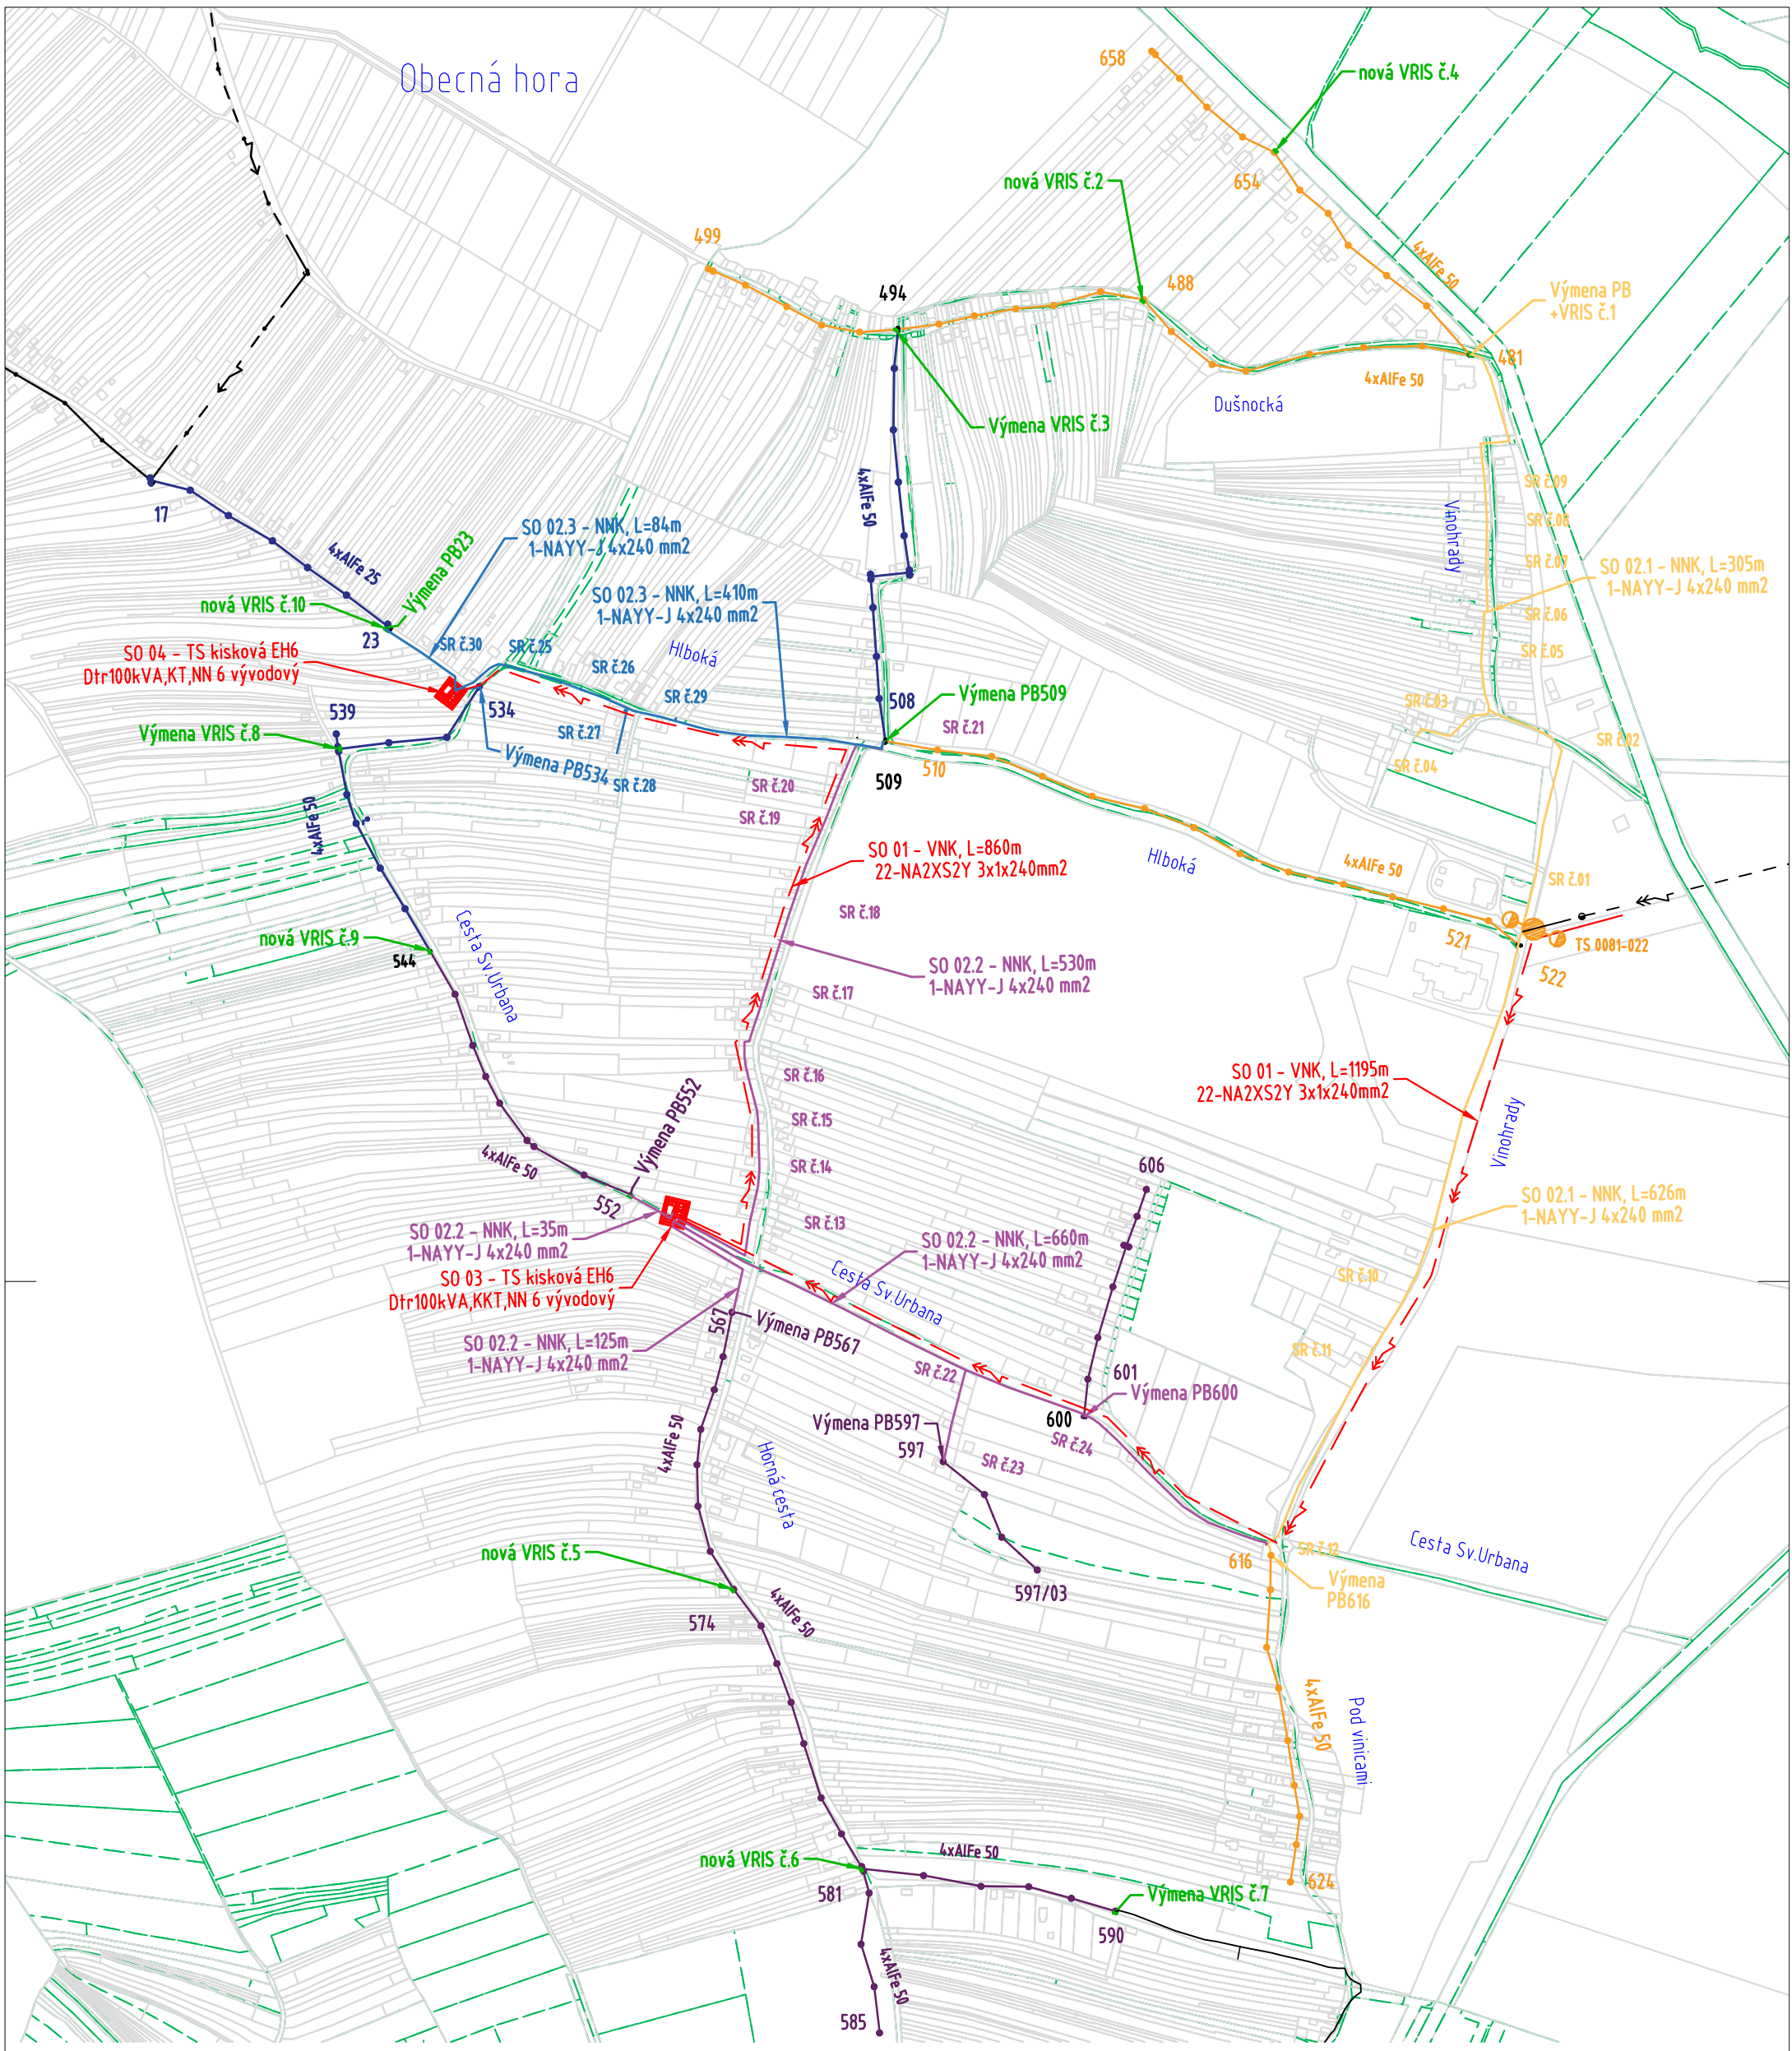 Obecná hora
658
nová VRIS č.4
nová VRIS č.2
654
499
494
488
4xAlFe 50
Výmena PB
+VRIS č.1
481
4xAlFe 50
Dušnocká
Výmena VRIS č.3
4xAlFe 50
17
4xAlFe 25
Výmena PB23
SO 02.3 - NNK, L=84m
1-NAYY-J 4x240 mm2
nová VRIS č.10
23
SO 02.3 - NNK, L=410m
1-NAYY-J 4x240 mm2
SR č.09
SR č.08
SR č.07
Vinohrady
SO 02.1 - NNK, L=305m
1-NAYY-J 4x240 mm2
SR č.06
SR č.05
SR č.03
SR č.02
SR č.04
SO 04 - TS kisková EH6
Dtr100kVA,KT,NN 6 vývodový
SR č.30
SR č.25
SR č.26
Hlboká
SR č.29
539
534
Výmena VRIS č.8
SR č.27
Výmena PB534
SR č.28
508
Výmena PB509
SR č.21
510
509
SR č.20
SR č.19
4xAlFe 50
SO 01 - VNK, L=860m
22-NA2XS2Y 3x1x240mm2
Hlboká
4xAlFe 50
SR č.01
SR č.18
521
TS 0081-022
522
nová VRIS č.9
544
Cesta Sv.Urbana
SO 02.2 - NNK, L=530m
1-NAYY-J 4x240 mm2
SR č.17
SR č.16
SO 01 - VNK, L=1195m
22-NA2XS2Y 3x1x240mm2
Vinohrady
SR č.15
Výmena PB552
4xAlFe 50
SR č.14
606
552
SR č.13
SO 02.1 - NNK, L=626m
1-NAYY-J 4x240 mm2
SO 02.2 - NNK, L=35m
1-NAYY-J 4x240 mm2
SO 02.2 - NNK, L=660m
1-NAYY-J 4x240 mm2
SO 03 - TS kisková EH6
Dtr100kVA,KKT,NN 6 vývodový
Cesta Sv.Urbana
SR č.10
567
Výmena PB567
SO 02.2 - NNK, L=125m
1-NAYY-J 4x240 mm2
SR č.11
SR č.22
601
Výmena PB600
600
Výmena PB597
597
SR č.24
SR č.23
4xAlFe 50
Horná cesta
nová VRIS č.5
616
SR č.12
Cesta Sv.Urbana
Výmena
PB616
597/03
574
4xAlFe 50
4xAlFe 50
Pod vinicami
nová VRIS č.6
4xAlFe 50
624
581
Výmena VRIS č.7
590
4xAlFe 50
585